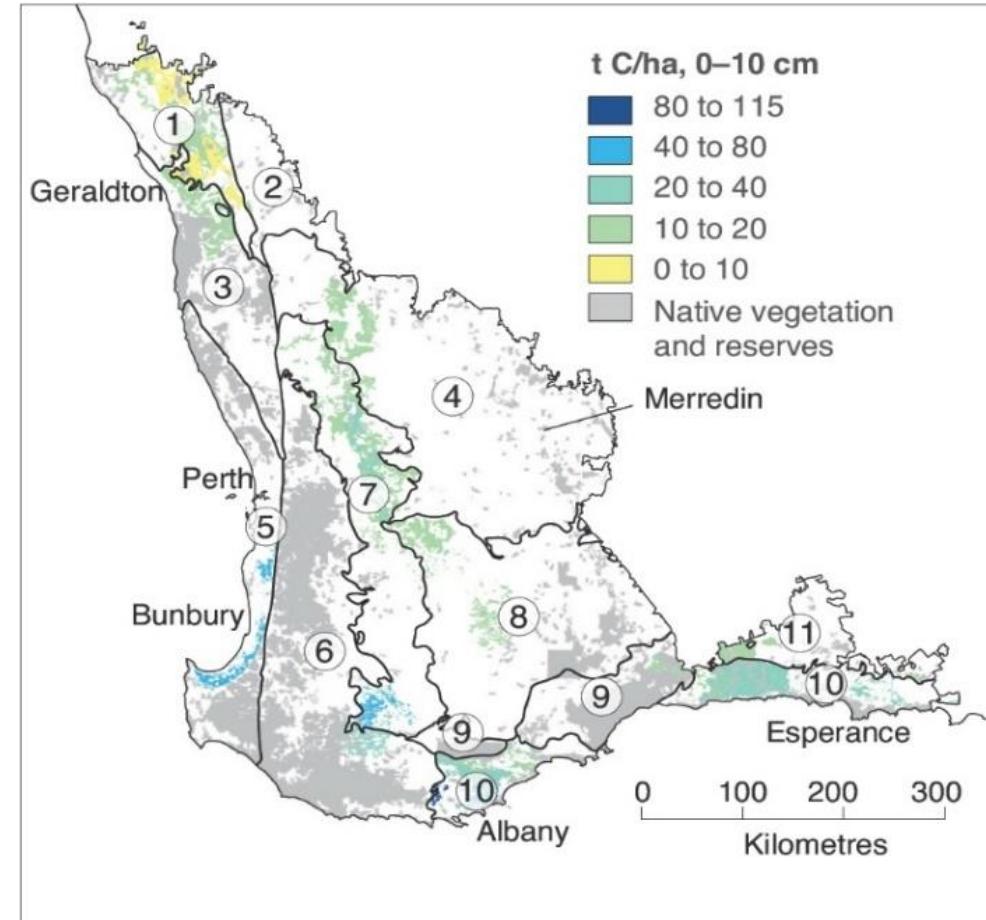 t C/ha, 0–10 cm
80 to 115
40 to 80
20 to 40
10 to 20
0 to 10
Native vegetation
and reserves
1
Geraldton
2
3
4
Merredin
Perth
7
5
Bunbury
8
6
11
9
10
9
Esperance
10
Albany
0 100 200 300
Kilometres